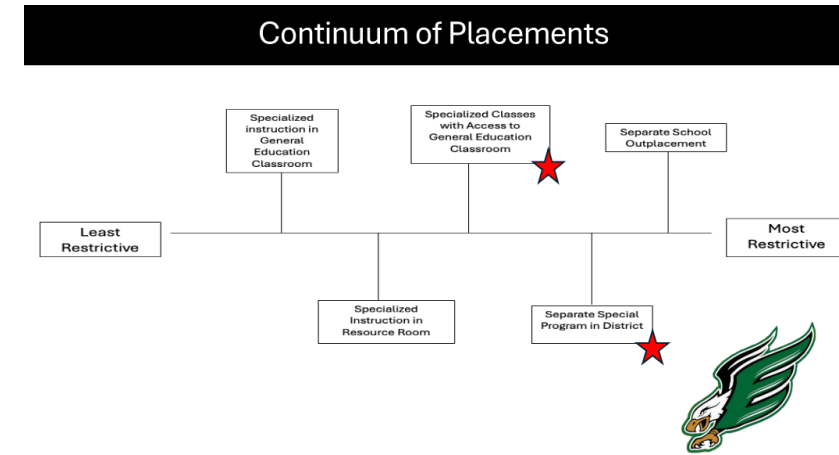 Continuum of Placements
Specialized
instruction in
General
Education
Classroom
Specialized Classes
with Access to
General Education
Classroom
Separate School
Outplacement
Least
Restrictive
Most
Restrictive
Specialized
Instruction in
Resource Room
Separate Special
Program in District